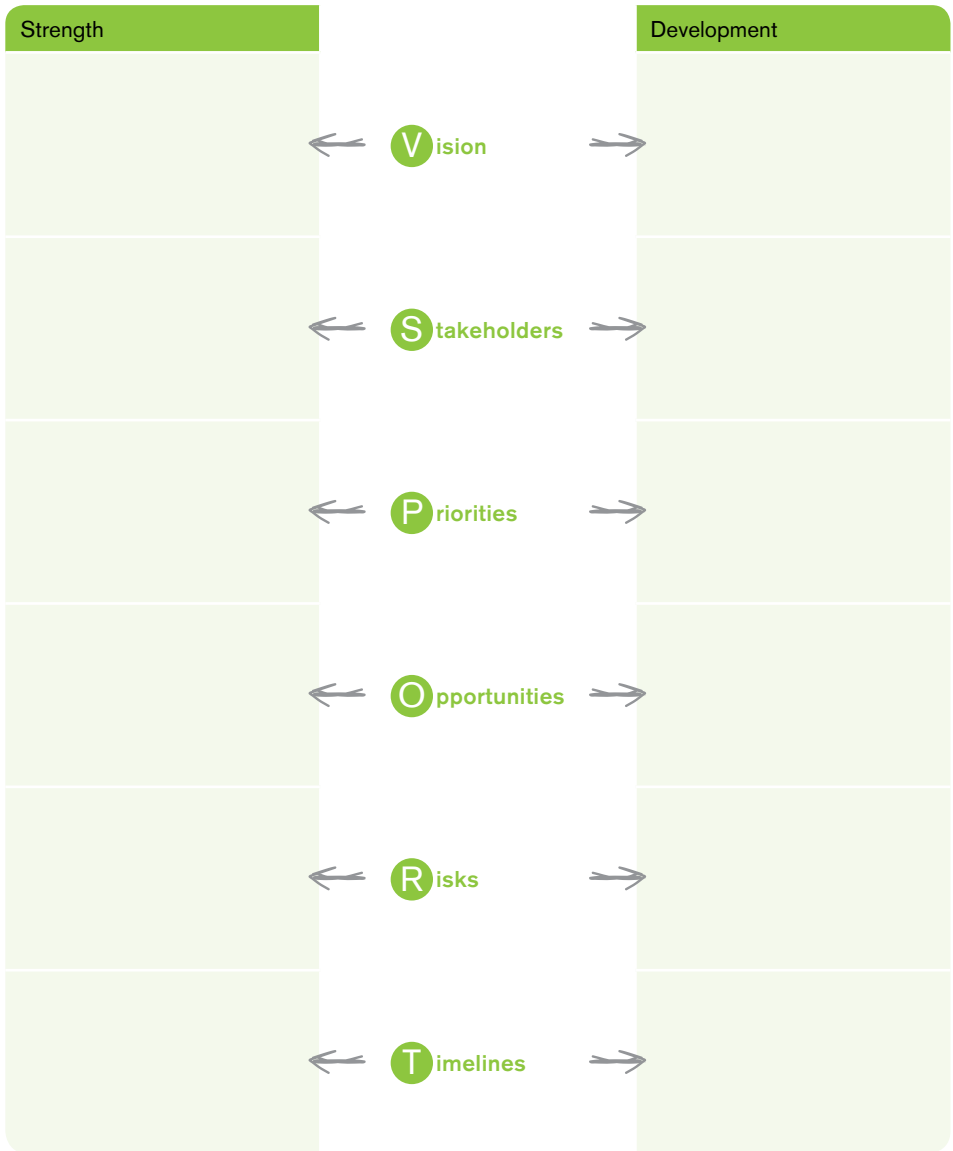 Strength
Development
Vision
Stakeholders
Priorities
Opportunities
Risks
Timelines